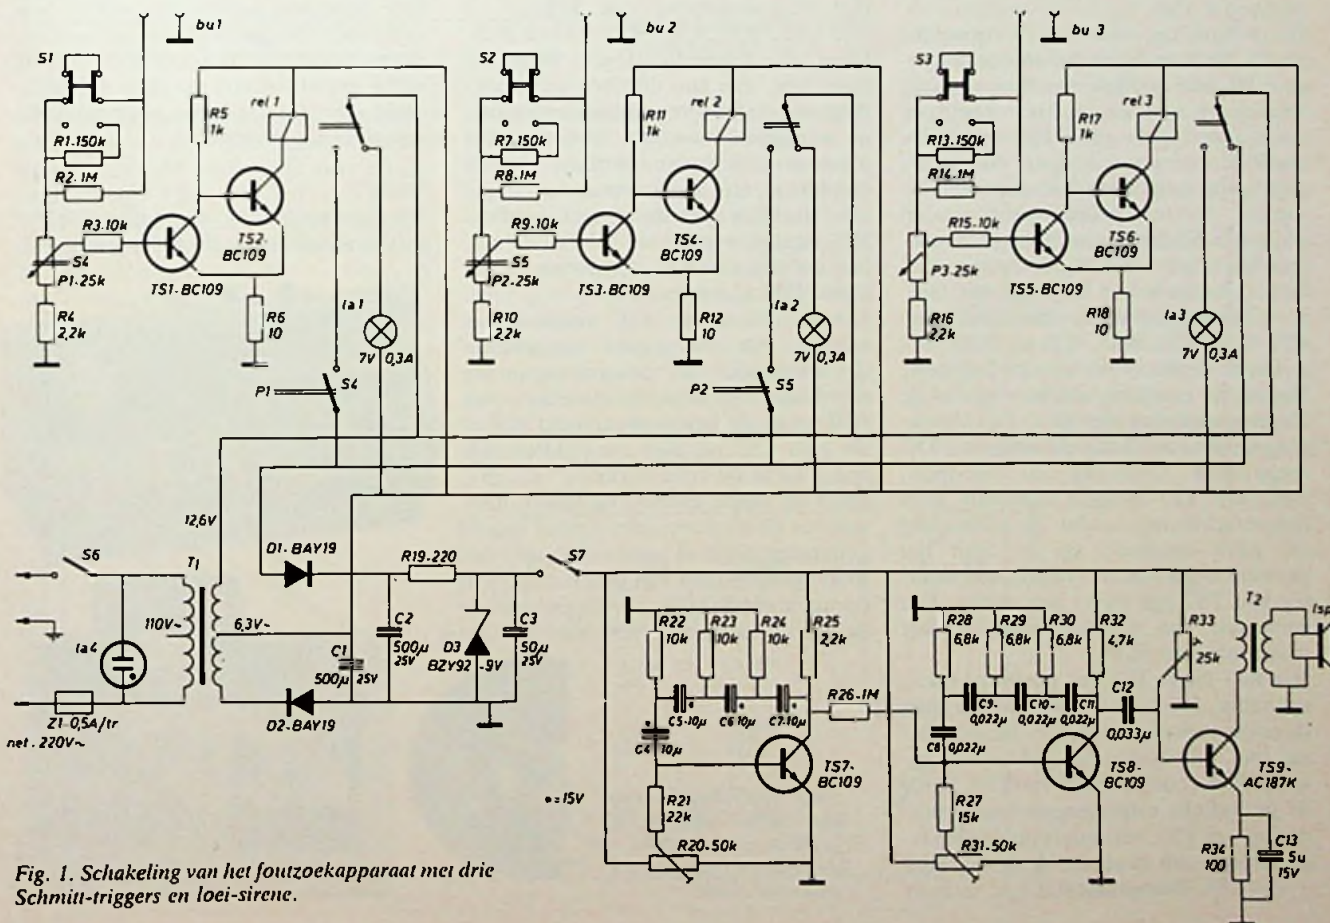 bu 1
S1
R1-150k
R2-1M
R3-10k
S4
P1-25k
R4
2,2k
TS1-BC109
R5
1k
rel 1
TS2-
BC109
R6
10
la 1
7V 0,3A
P1
S4
bu 2
S2
R7-150k
R8-1M
R9-10k
S5
P2-25k
R10
2,2k
TS3-BC109
R11
1k
rel 2
TS4-
BC109
R12
10
la 2
7V 0,3A
P2
S5
bu 3
S3
R13-150k
R14-1M
R15-10k
P3-25k
R16
2,2k
TS5-BC109
R17
1k
rel 3
TS6-
BC109
R18
10
la 3
7V 0,3A
S6
la 4
Z1-0,5A/tr
net. 220V~
T1
110V~
12,6V
6,3V~
D1-BAY19
D2-BAY19
C1
500µ 25V
C2
500µ
25V
R19-220
D3
BZY92 -9V
C3
50µ
25V
S7
•=15V
R22
10k
R23
10k
R24
10k
R25
2,2k
C5-10µ
C6-10µ
C7-10µ
C4 10µ
R26-1M
TS7-
BC109
R21
22k
R20-50k
R28
6,8k
R29
6,8k
R30
6,8k
R32
4,7k
C9-
0,022µ
C10-
0,022µ
C11
0,022µ
C12
0,033µ
C8 0,022µ
TS8-
BC109
R27
15k
R31-50k
R33
25k
T2
lsp
TS9-
AC187K
R34
100
C13
5u
15V
Fig. 1. Schakeling van het foutzoekapparaat met drie
Schmitt-triggers en loei-sirene.